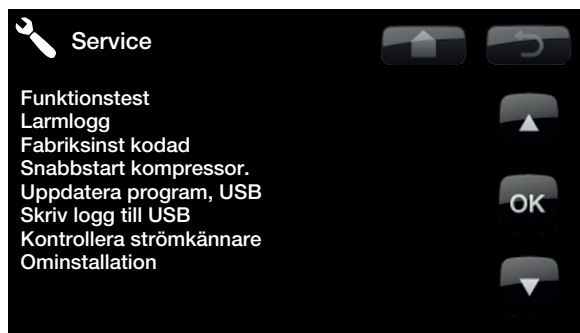 Service
Funktionstest
Larmlogg
Fabriksinst kodad
Snabbstart kompressor.
Uppdatera program, USB
Skriv logg till USB
Kontrollera strömkännare
Ominstallation
OK